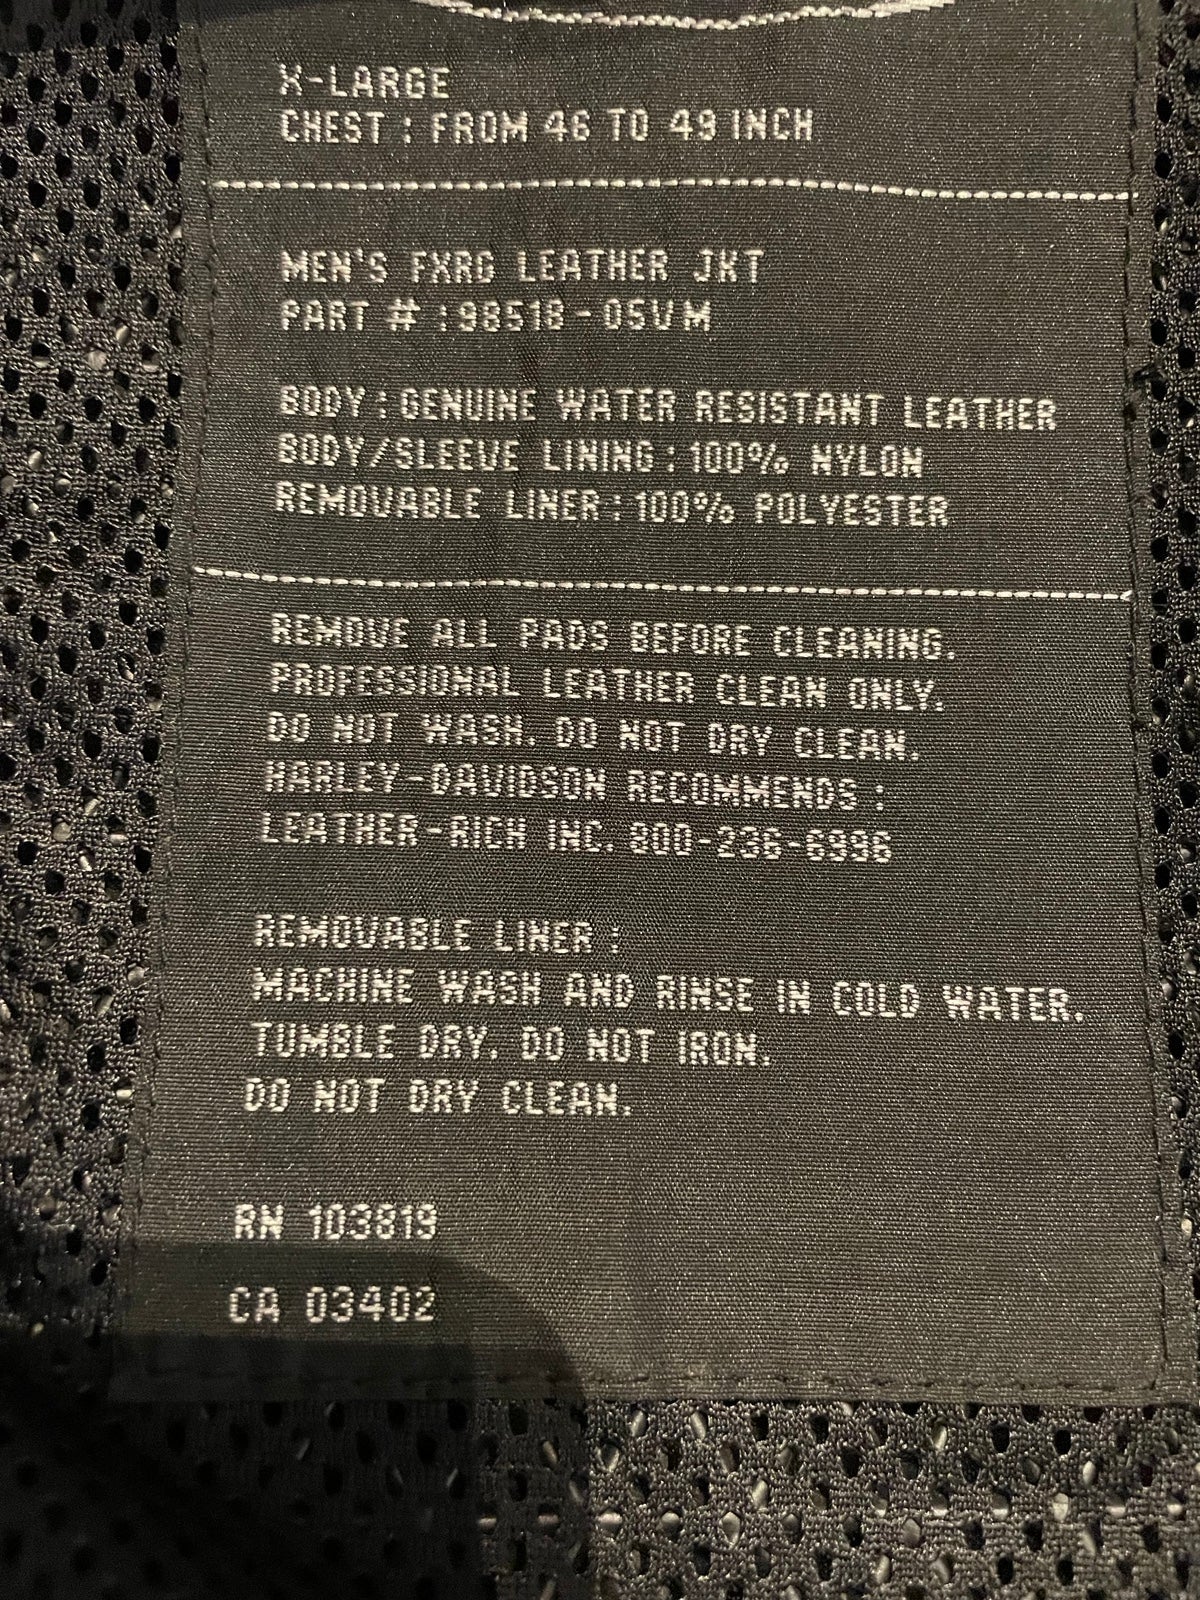 X-LARGE
CHEST : FROM 46 TO 49 INCH
MEN'S FXRG LEATHER JKT
PART # : 98518-05VM
BODY : GENUINE WATER RESISTANT LEATHER
BODY/SLEEVE LINING : 100% NYLON
REMOVABLE LINER : 100% POLYESTER
REMOVE ALL PADS BEFORE CLEANING.
PROFESSIONAL LEATHER CLEAN ONLY.
DO NOT WASH. DO NOT DRY CLEAN.
HARLEY-DAVIDSON RECOMMENDS :
LEATHER-RICH INC. 800-236-6996
REMOVABLE LINER :
MACHINE WASH AND RINSE IN COLD WATER.
TUMBLE DRY. DO NOT IRON.
DO NOT DRY CLEAN.
RN 103819
CA 03402